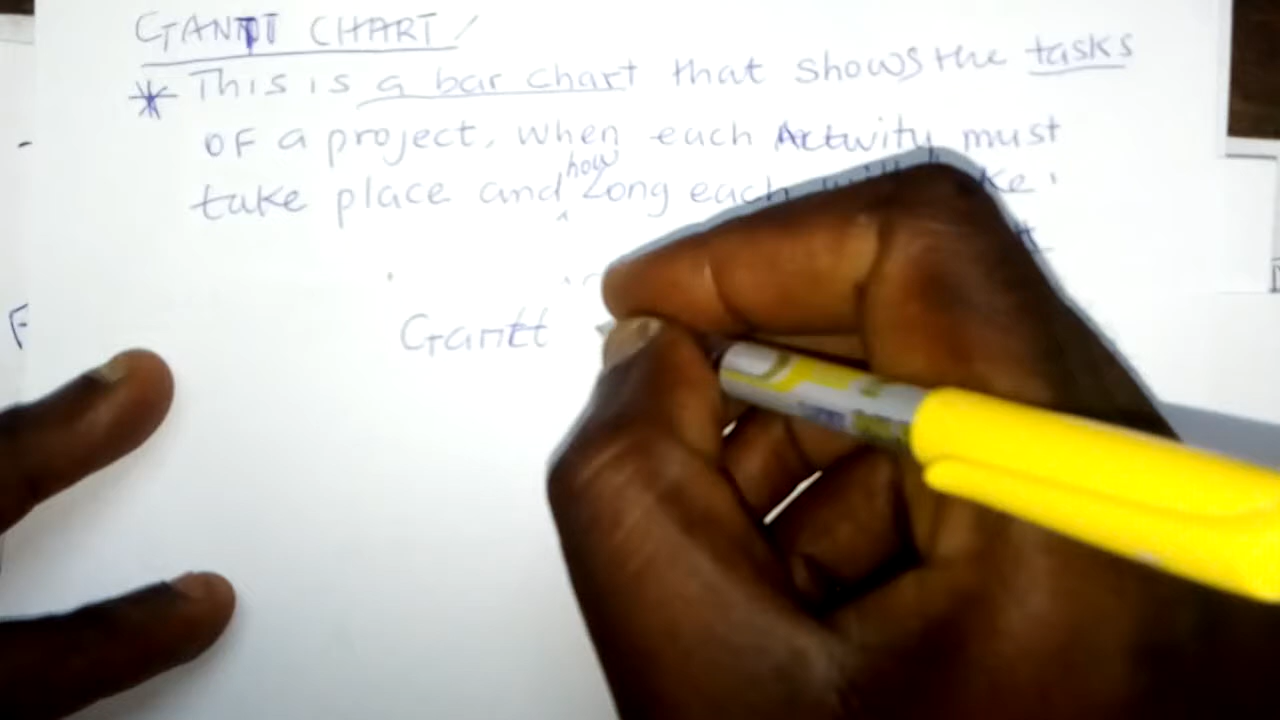 GANTT CHART
* This is a bar chart that shows the tasks
OF a project, when each Activity must
take place and how Long each
Gantt
F